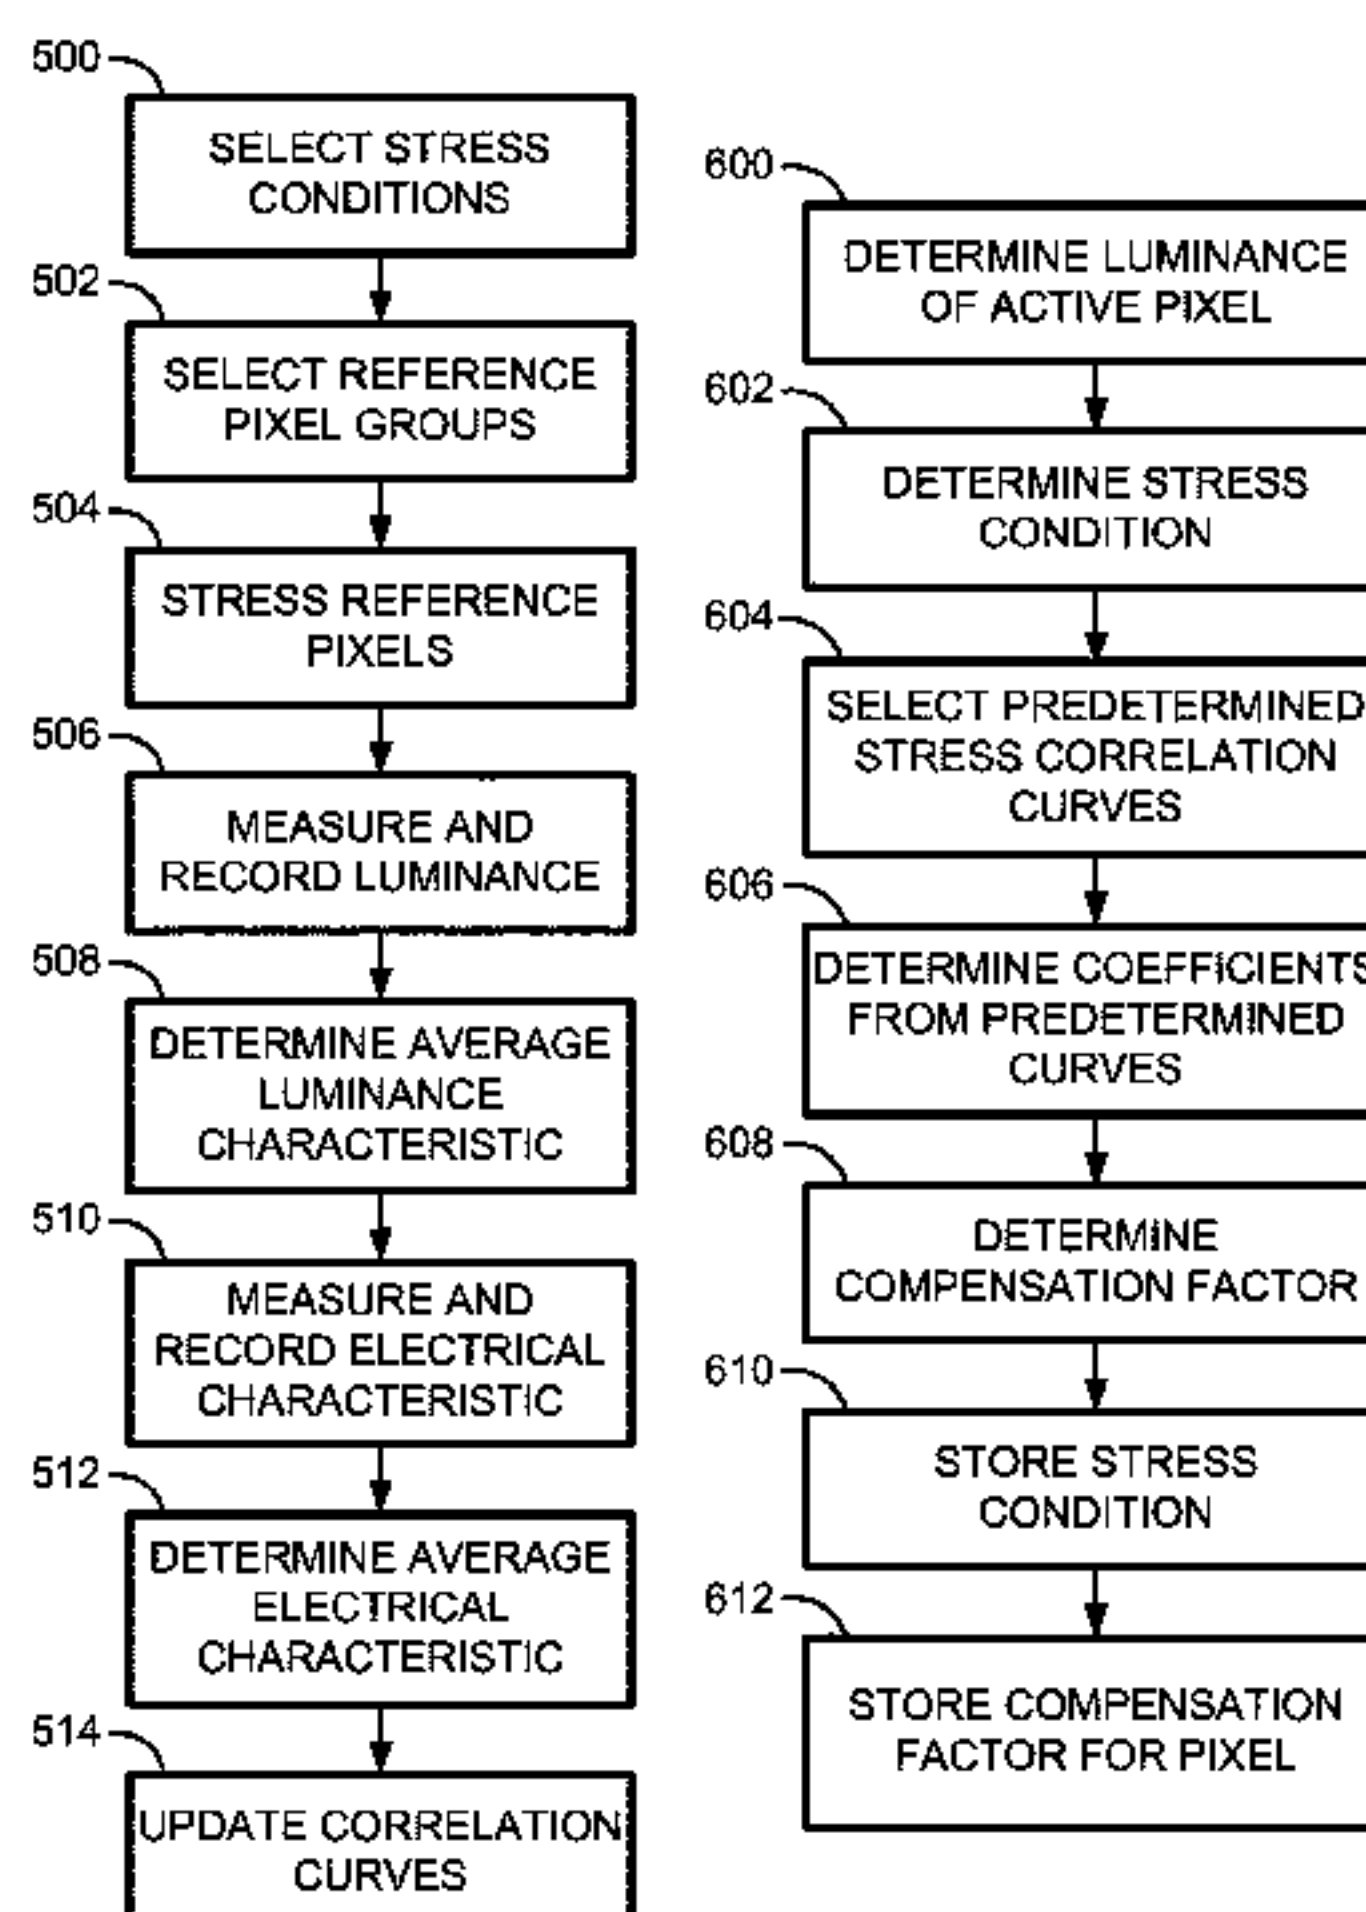 500
SELECT STRESS
CONDITIONS
502
SELECT REFERENCE
PIXEL GROUPS
504
STRESS REFERENCE
PIXELS
506
MEASURE AND
RECORD LUMINANCE
508
DETERMINE AVERAGE
LUMINANCE
CHARACTERISTIC
510
MEASURE AND
RECORD ELECTRICAL
CHARACTERISTIC
512
DETERMINE AVERAGE
ELECTRICAL
CHARACTERISTIC
514
UPDATE CORRELATION
CURVES
600
DETERMINE LUMINANCE
OF ACTIVE PIXEL
602
DETERMINE STRESS
CONDITION
604
SELECT PREDETERMINED
STRESS CORRELATION
CURVES
606
DETERMINE COEFFICIENTS
FROM PREDETERMINED
CURVES
608
DETERMINE
COMPENSATION FACTOR
610
STORE STRESS
CONDITION
612
STORE COMPENSATION
FACTOR FOR PIXEL